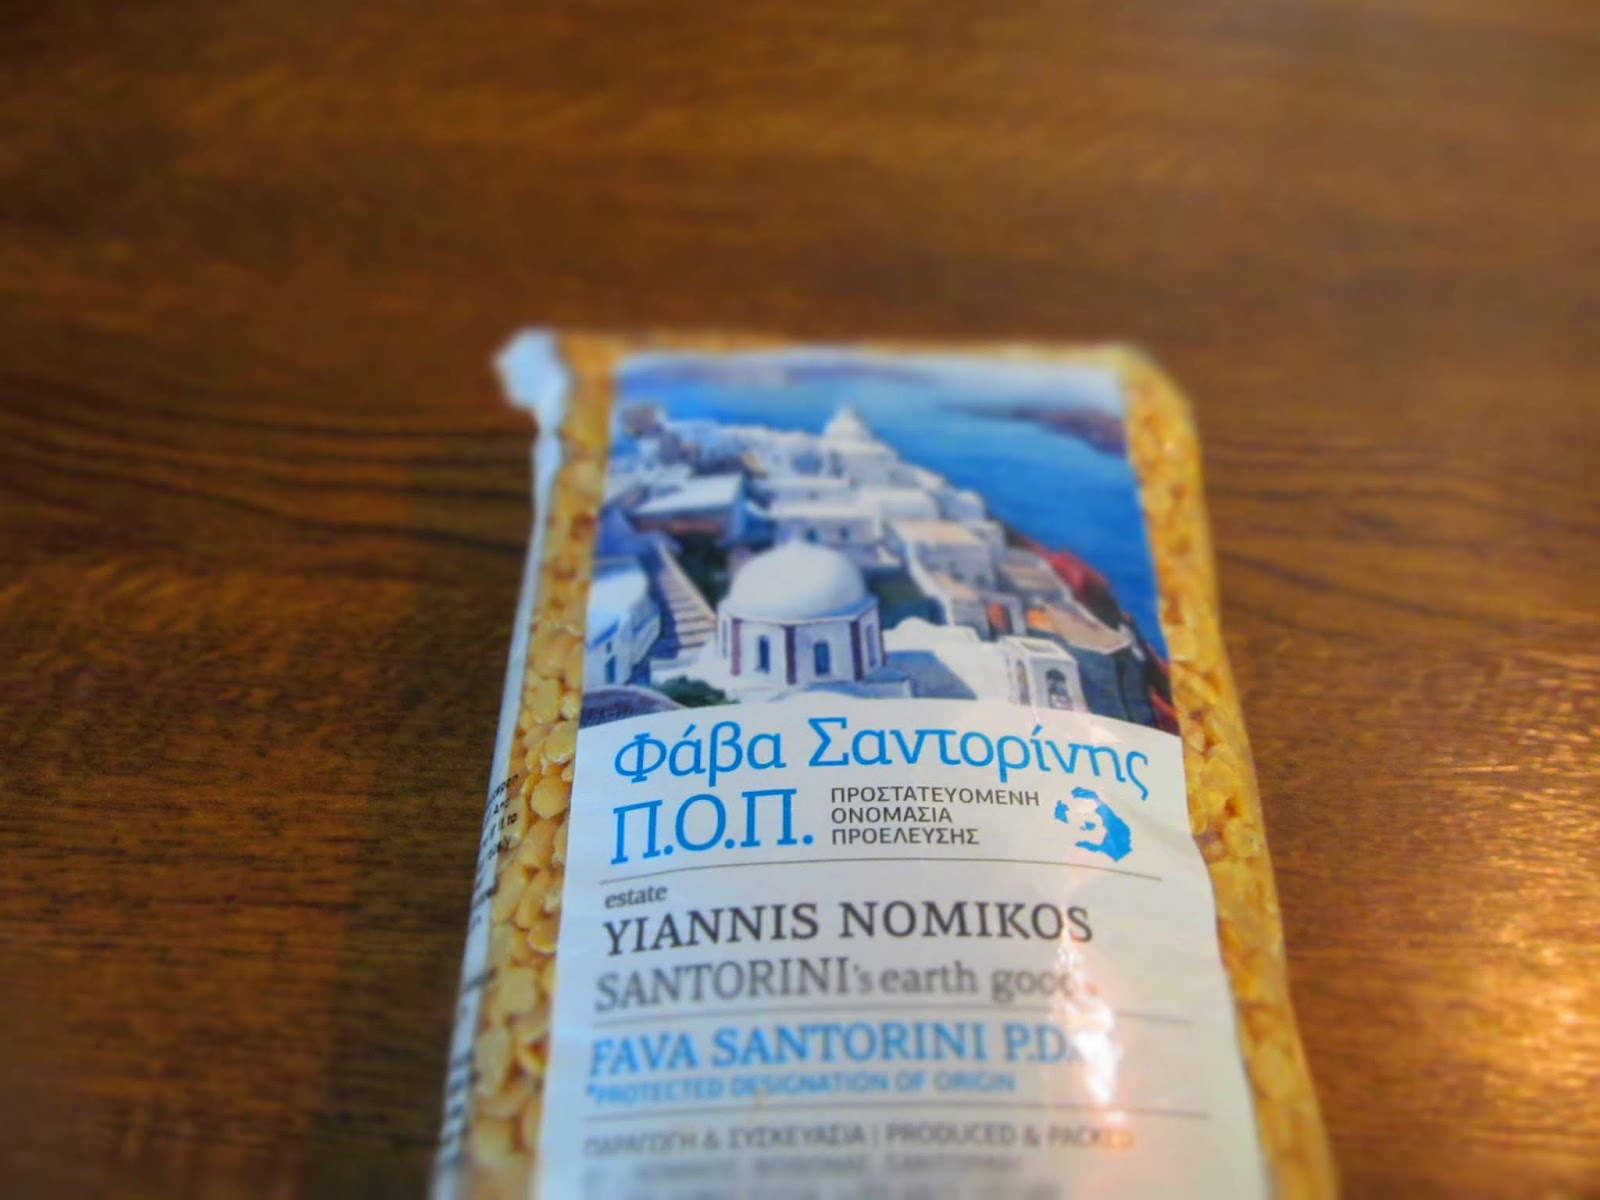 Φάβα Σαντορίνης
Π.Ο.Π.
ΠΡΟΣΤΑΤΕΥΟΜΕΝΗ
ΟΝΟΜΑΣΙΑ
ΠΡΟΕΛΕΥΣΗΣ
estate
YIANNIS NOMIKOS
SANTORINI's earth
FAVA SANTORINI
*PROTECTED DESIGNATION OF ORIGIN
ΠΑΡΑΓΩΓΗ & ΣΥΣΚΕΥΑΣΙΑ | PRODUCED & PACKED